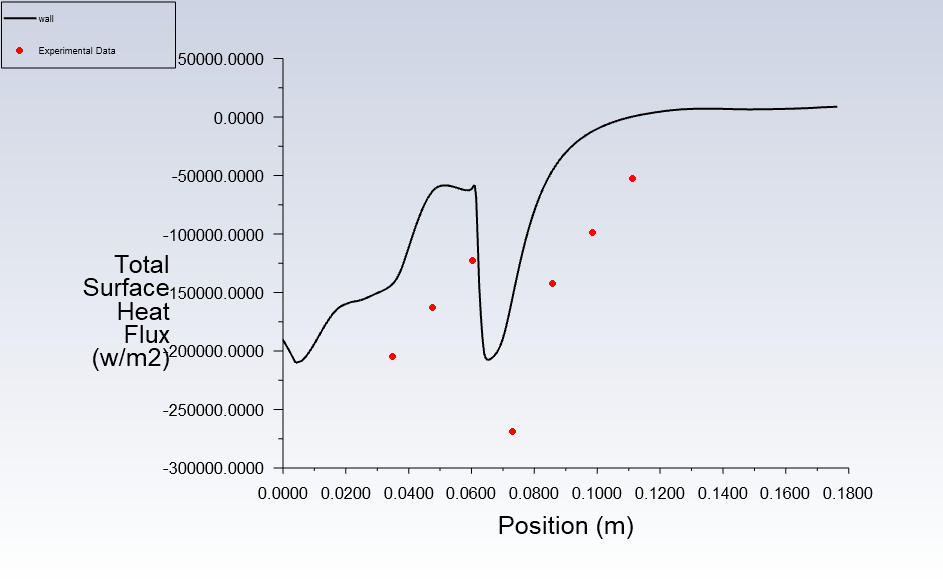 wall
Experimental Data
50000.0000
0.0000
-50000.0000
-100000.0000
-150000.0000
-200000.0000
-250000.0000
-300000.0000
Total
Surface
Heat
Flux
(w/m2)
0.0000 0.0200 0.0400 0.0600 0.0800 0.1000 0.1200 0.1400 0.1600 0.1800
Position (m)